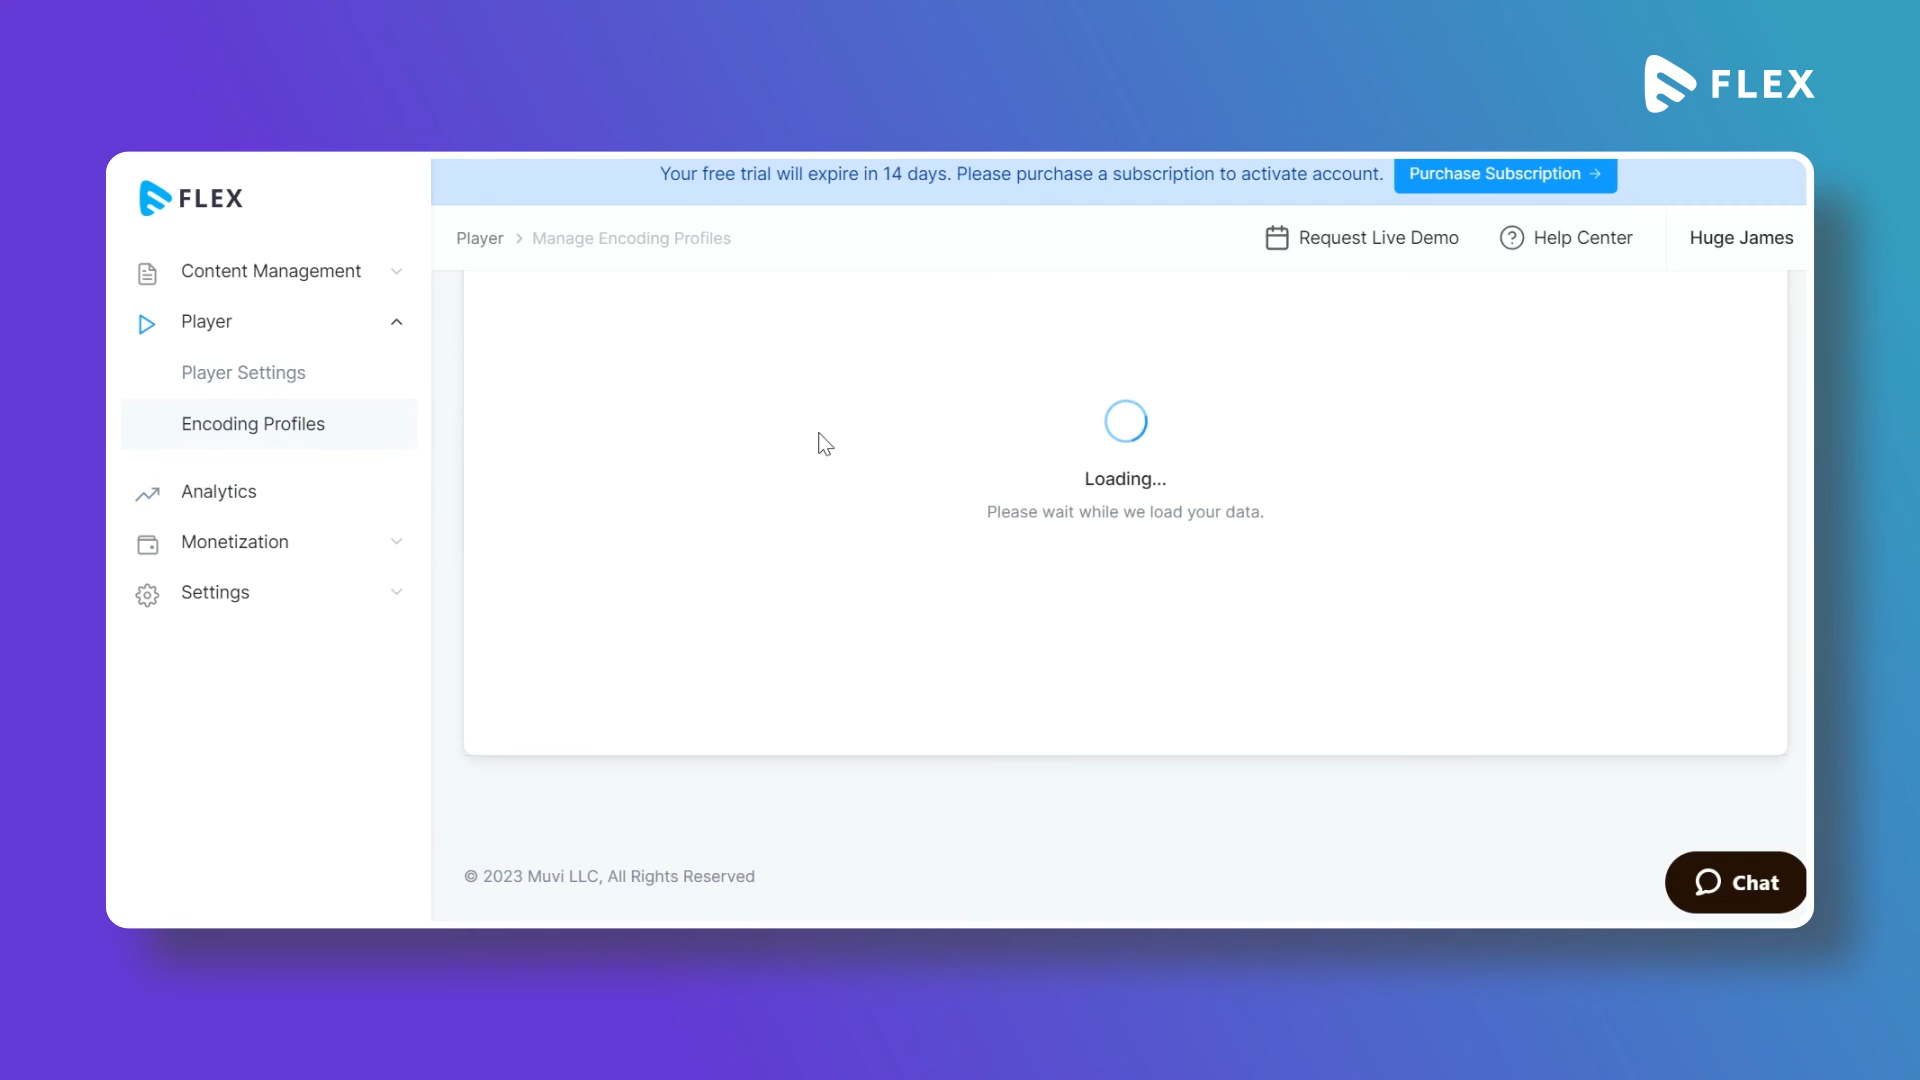 FLEX
FLEX
Your free trial will expire in 14 days. Please purchase a subscription to activate account. Purchase Subscription →
Player > Manage Encoding Profiles
Request Live Demo
Help Center
Huge James
Content Management
Player
Player Settings
Encoding Profiles
Analytics
Monetization
Settings
Loading...
Please wait while we load your data.
© 2023 Muvi LLC, All Rights Reserved
Chat